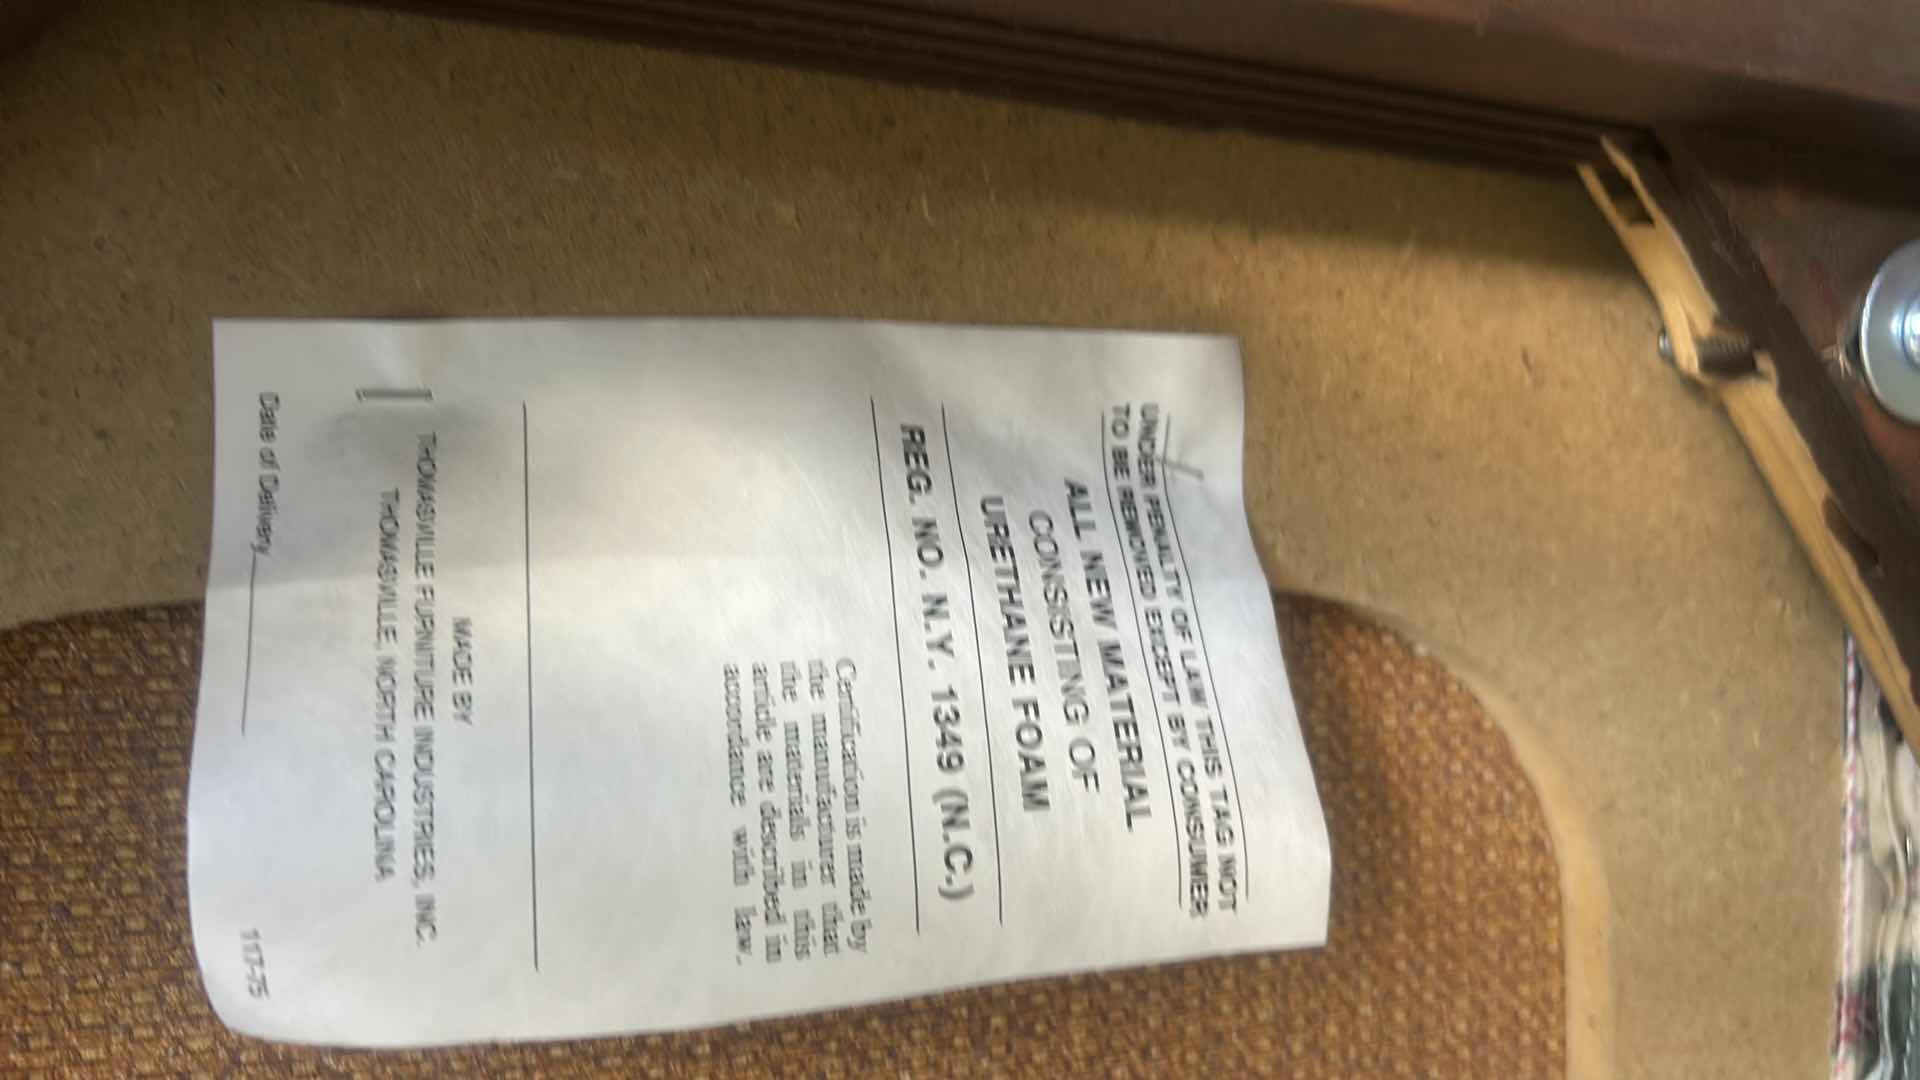 UNDER PENALTY OF LAW THIS TAG NOT
TO BE REMOVED EXCEPT BY CONSUMER
ALL NEW MATERIAL
CONSISTING OF
URETHANE FOAM
REG. NO. N.Y. 1349 (N.C.)
Certification is made by
the manufacturer that
the materials in this
article are described in
accordance with law.
MADE BY
THOMASVILLE FURNITURE INDUSTRIES, INC.
THOMASVILLE, NORTH CAROLINA
Date of Delivery
117-75